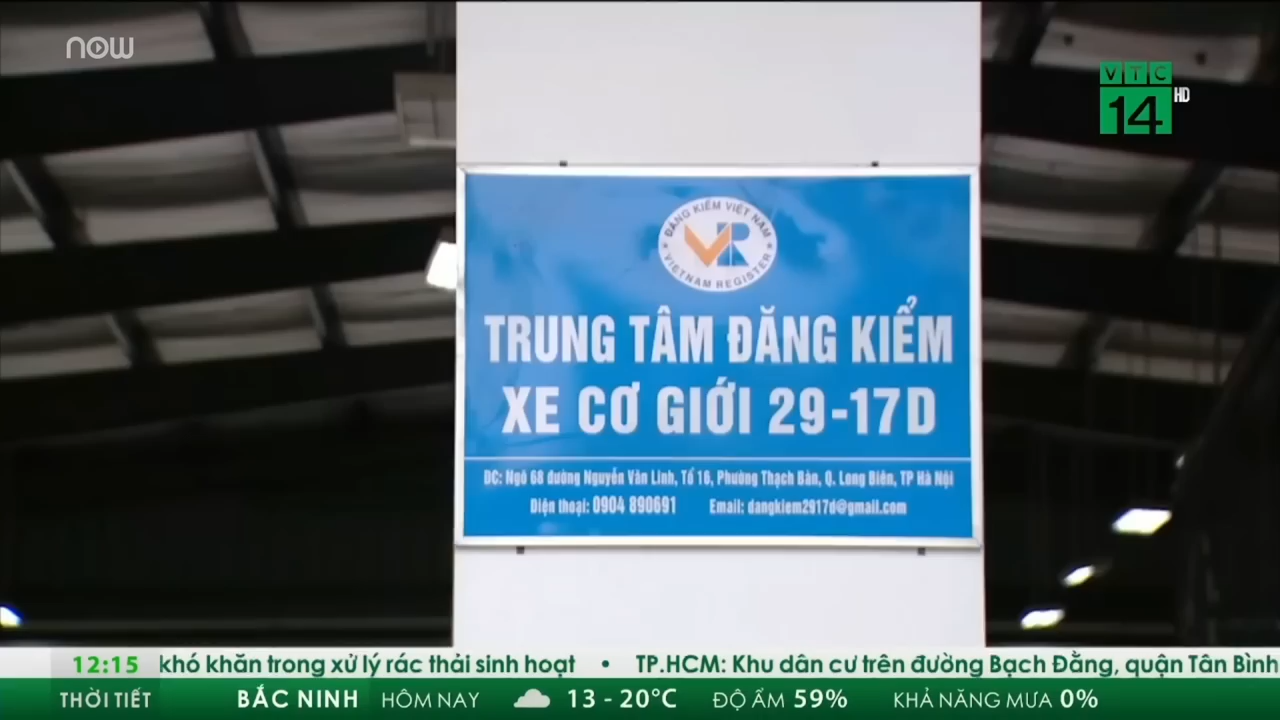 now
VTC
14 HD
ĐĂNG KIỂM VIỆT NAM
VR
VIETNAM REGISTER
TRUNG TÂM ĐĂNG KIỂM
XE CƠ GIỚI 29-17D
ĐC: Ngõ 68 đường Nguyễn Văn Linh, Tổ 16, Phường Thạch Bàn, Q. Long Biên, TP Hà Nội
Điện thoại: 0904 890691 Email: dangkiem2917d@gmail.com
12:15 khó khăn trong xử lý rác thải sinh hoạt • TP.HCM: Khu dân cư trên đường Bạch Đằng, quận Tân Bình
THỜI TIẾT BẮC NINH HÔM NAY 13 - 20°C ĐỘ ẨM 59% KHẢ NĂNG MƯA 0%